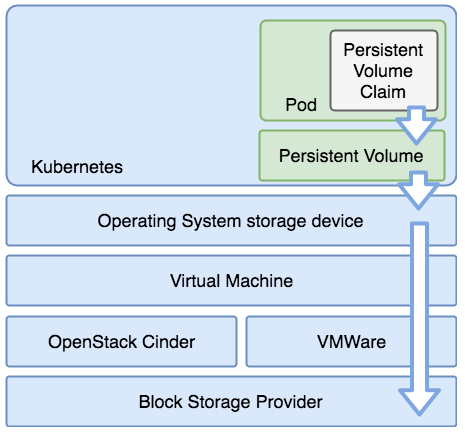 Persistent
Volume
Claim
Pod
Persistent Volume
Kubernetes
Operating System storage device
Virtual Machine
OpenStack Cinder
VMWare
Block Storage Provider